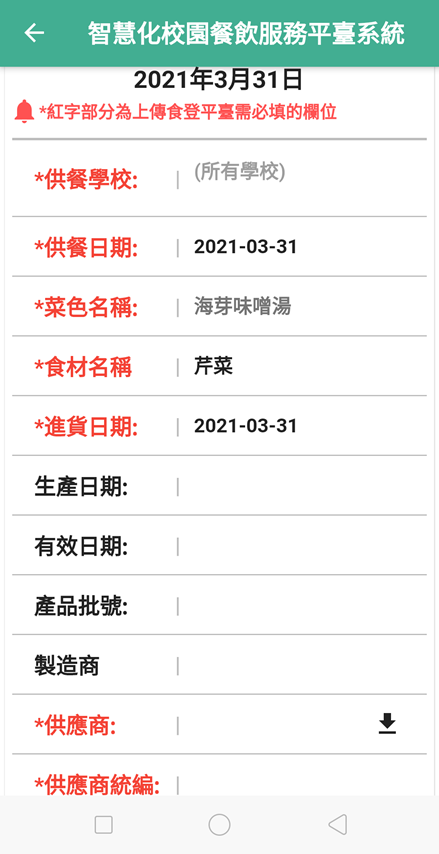 智慧化校園餐飲服務平臺系統
2021年3月31日
*紅字部分為上傳食登平臺需必填的欄位
*供餐學校: | (所有學校)
*供餐日期: | 2021-03-31
*菜色名稱: | 海芽味噌湯
*食材名稱 | 芹菜
*進貨日期: | 2021-03-31
生產日期: |
有效日期: |
產品批號: |
製造商 |
*供應商: |
*供應商統編: |